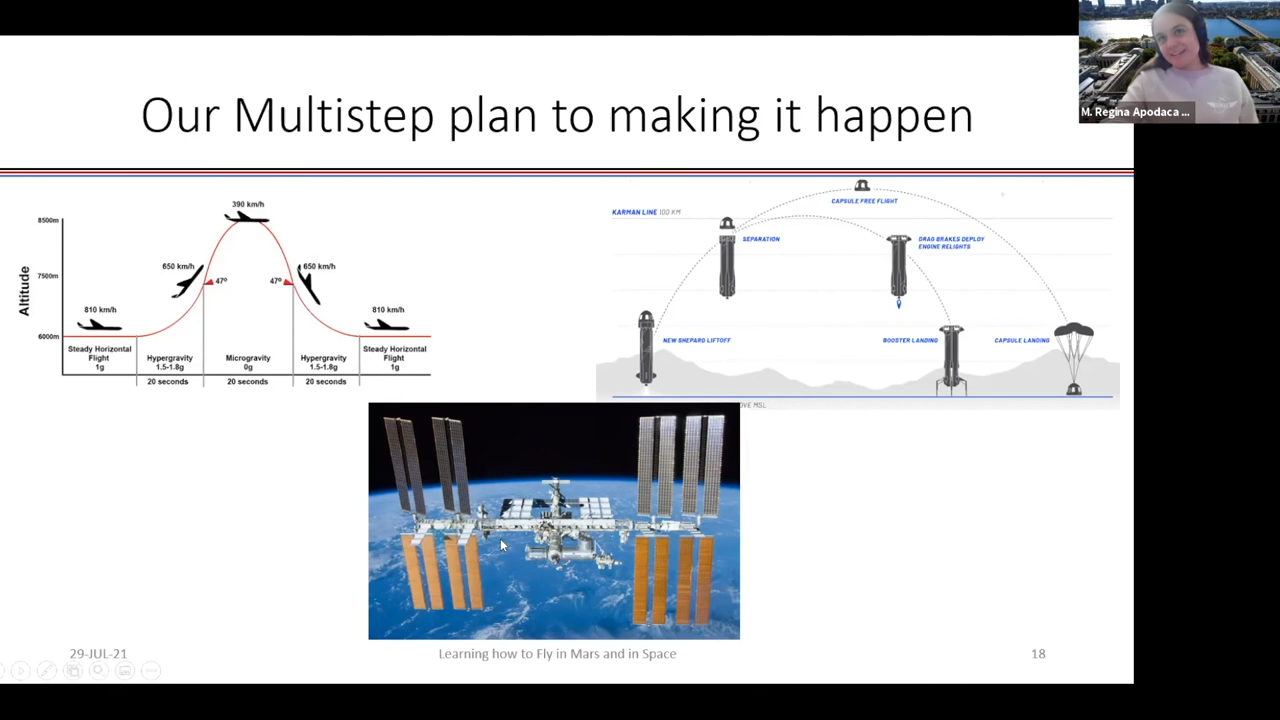 M. Regina Apodaca ...
Our Multistep plan to making it happen
Altitude
8500m
7500m
6000m
390 km/h
650 km/h
650 km/h
47º
47º
810 km/h
810 km/h
Steady Horizontal
Flight
1g
Hypergravity
1.5-1.8g
Microgravity
0g
Hypergravity
1.5-1.8g
Steady Horizontal
Flight
1g
20 seconds
20 seconds
20 seconds
KARMAN LINE 100 KM
CAPSULE FREE FLIGHT
SEPARATION
DRAG BRAKES DEPLOY
ENGINE RELIGHTS
NEW SHEPARD LIFTOFF
BOOSTER LANDING
CAPSULE LANDING
OVE MSL
29-JUL-21
Learning how to Fly in Mars and in Space
18